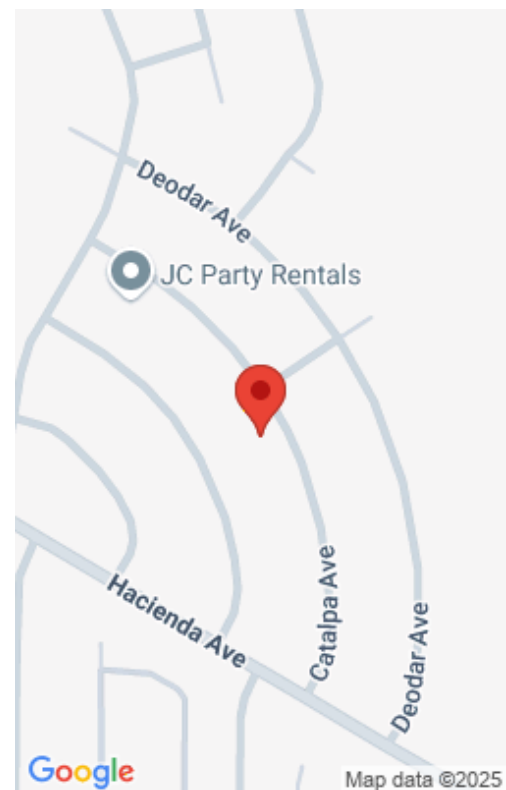 Deodar Ave
JC Party Rentals
Hacienda Ave
Catalpa Ave
Deodar Ave
Google
Map data ©2025